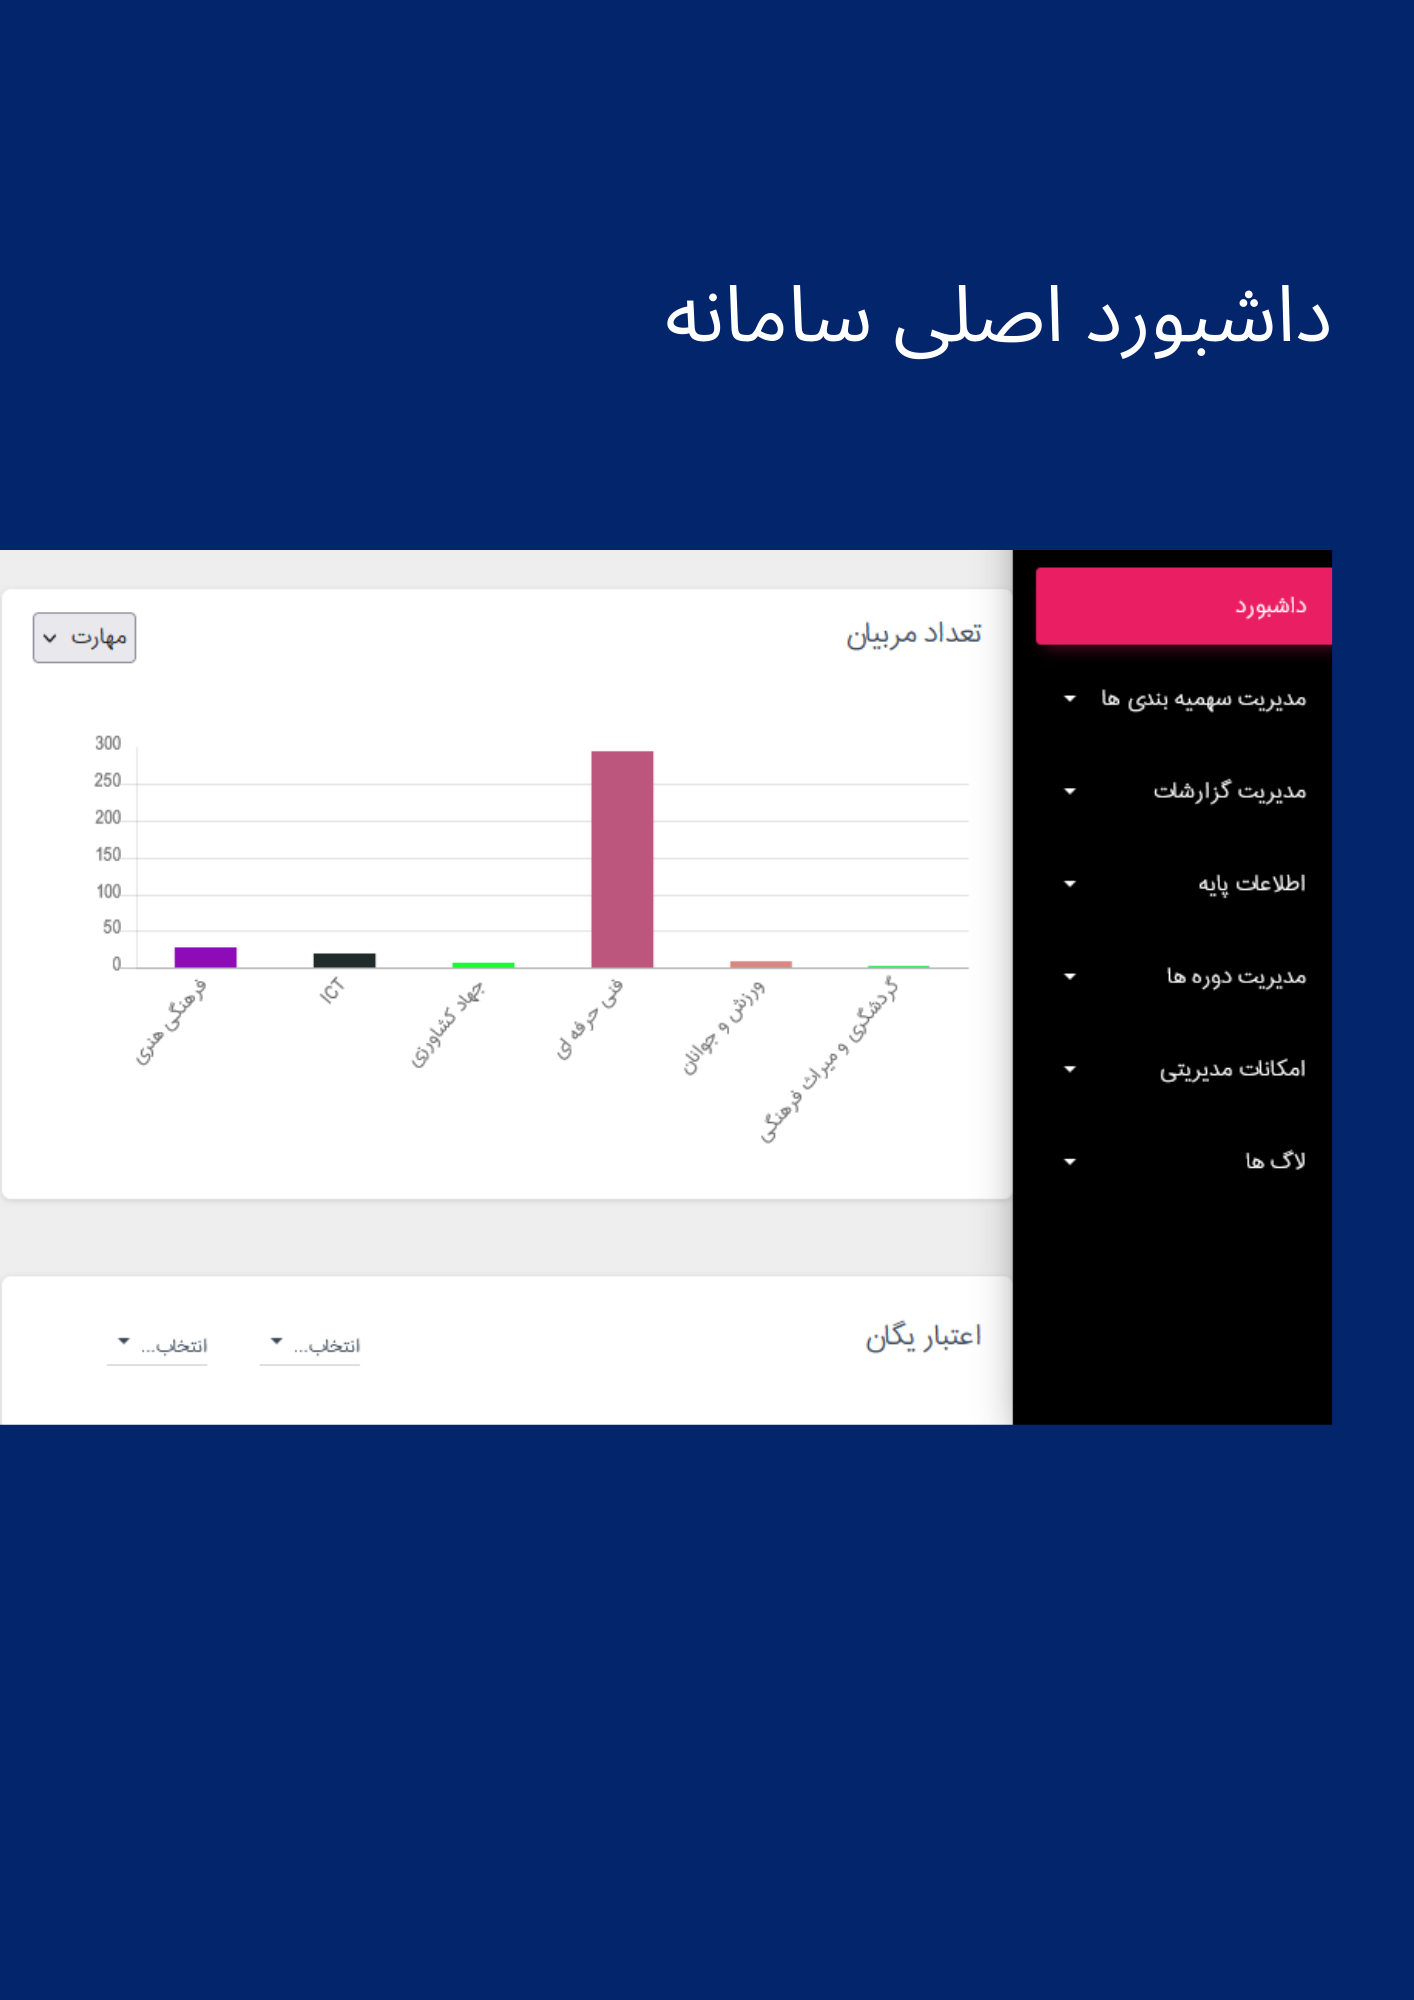 داشبورد اصلی سامانه
داشبورد
مدیریت سهمیه بندی ها
مدیریت گزارشات
اطلاعات پایه
مدیریت دوره ها
امکانات مدیریتی
لاگ ها
تعداد مربیان
مهارت
300
250
200
150
100
50
0
فرهنگی هنری
ICT
جهاد کشاورزی
فنی حرفه ای
ورزش و جوانان
گردشگری و میراث فرهنگی
اعتبار یگان
انتخاب...
انتخاب...